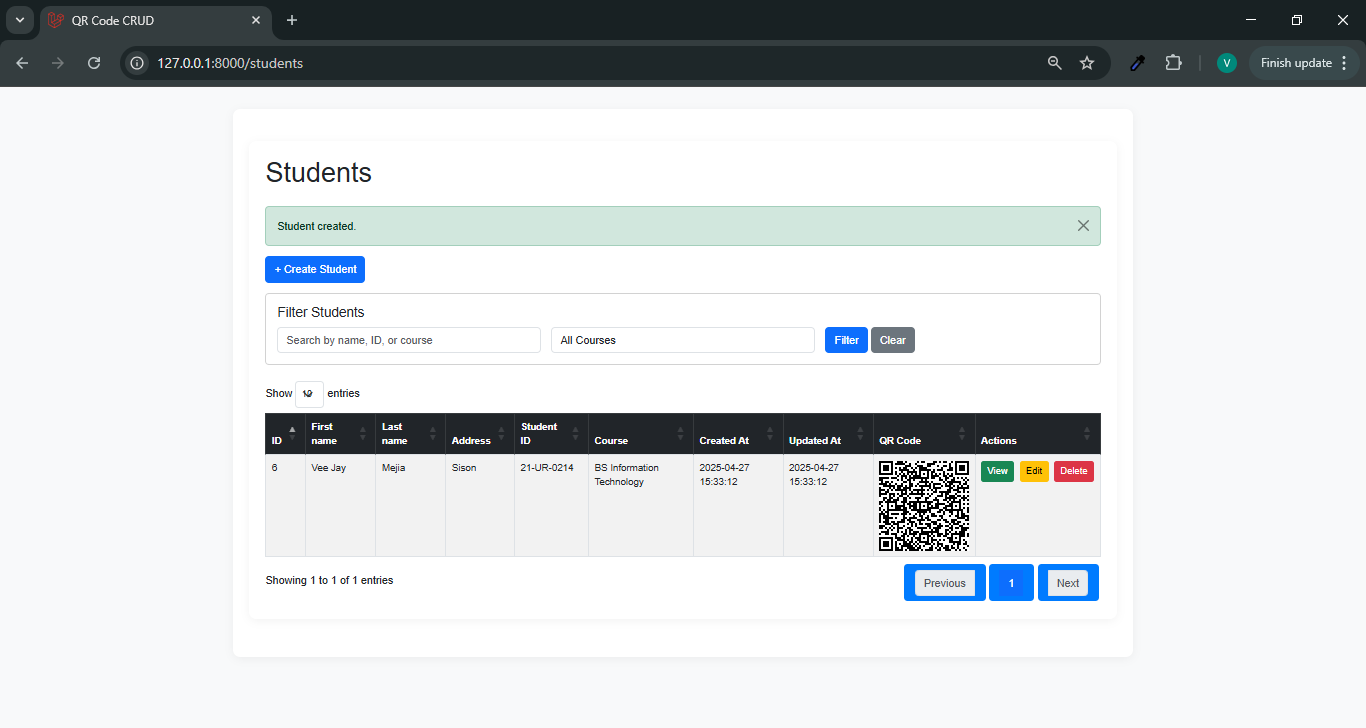 QR Code CRUD
127.0.0.1:8000/students
V
Finish update
Students
Student created.
+ Create Student
Filter Students
Search by name, ID, or course
All Courses
Filter
Clear
Show entries
ID First name Last name Address Student ID Course Created At Updated At QR Code Actions
6 Vee Jay Mejia Sison 21-UR-0214 BS Information Technology 2025-04-27 15:33:12 2025-04-27 15:33:12 View Edit Delete
Showing 1 to 1 of 1 entries
Previous 1 Next